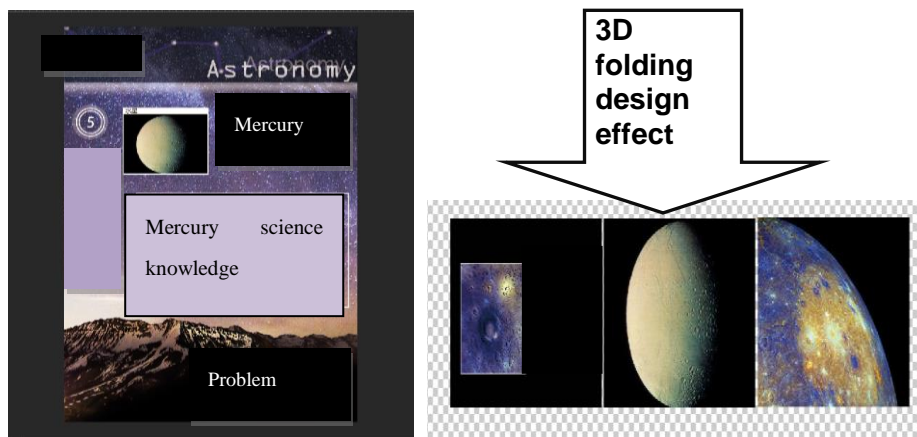 Astronomy
5
Mercury
Mercury science
knowledge
Problem
3D
folding
design
effect